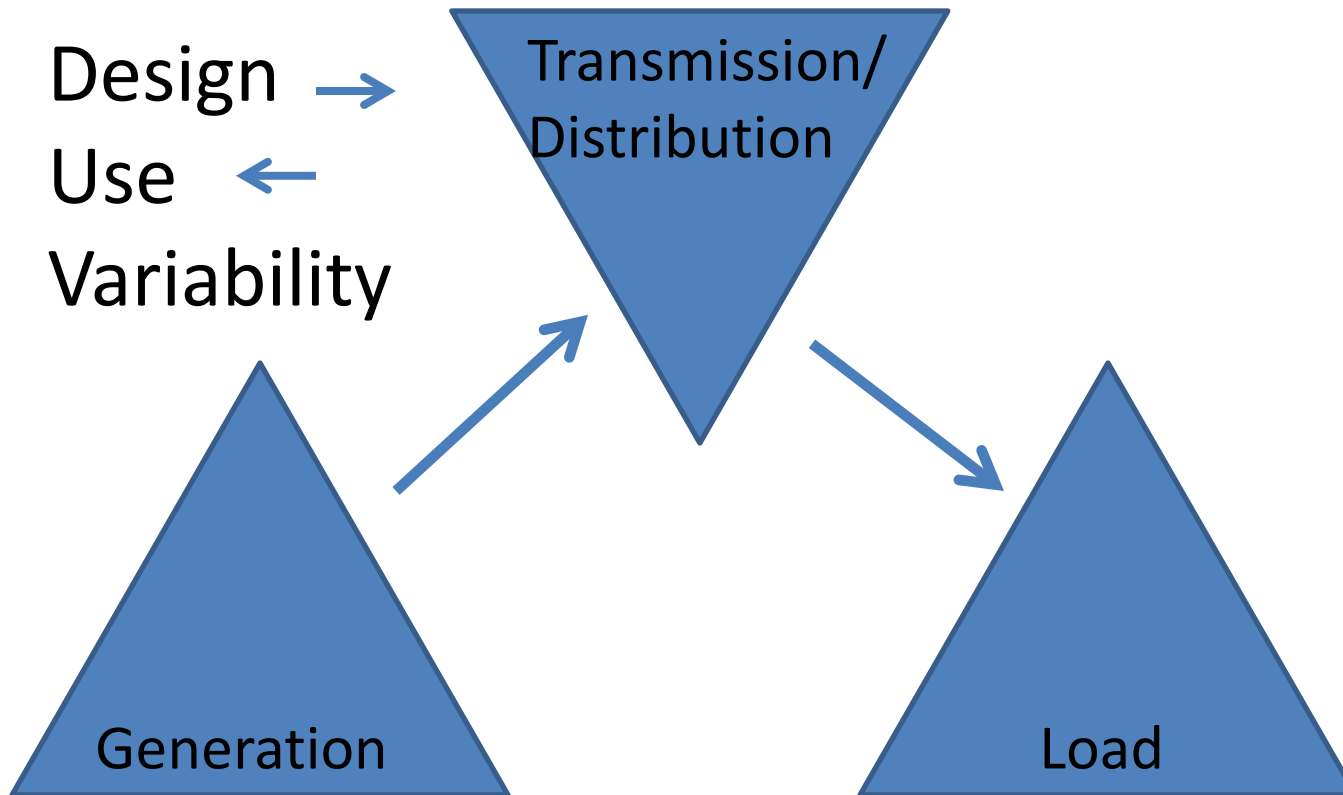 Design
Use
Variability
Transmission/
Distribution
Generation
Load